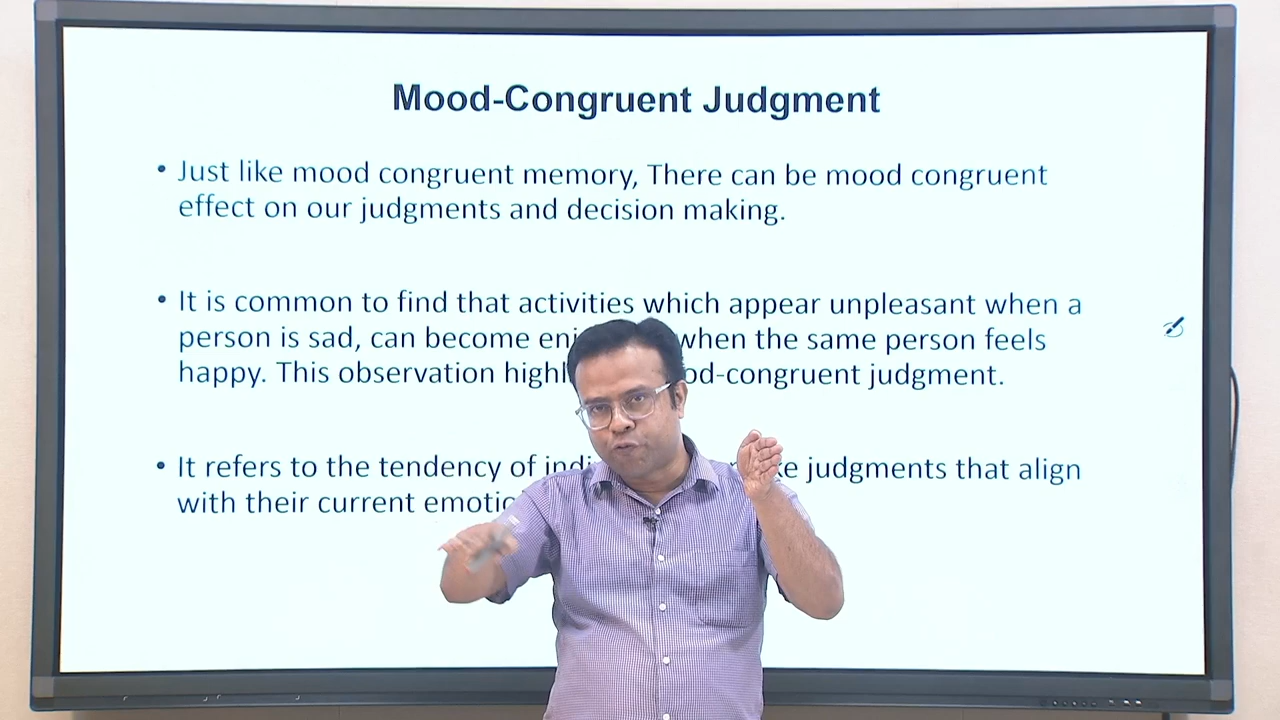 Mood-Congruent Judgment
• Just like mood congruent memory, There can be mood congruent
effect on our judgments and decision making.
• It is common to find that activities which appear unpleasant when a
person is sad, can become when the same person feels
happy. This observation judgment.
• It refers to the tendency of judgments that align
with their current